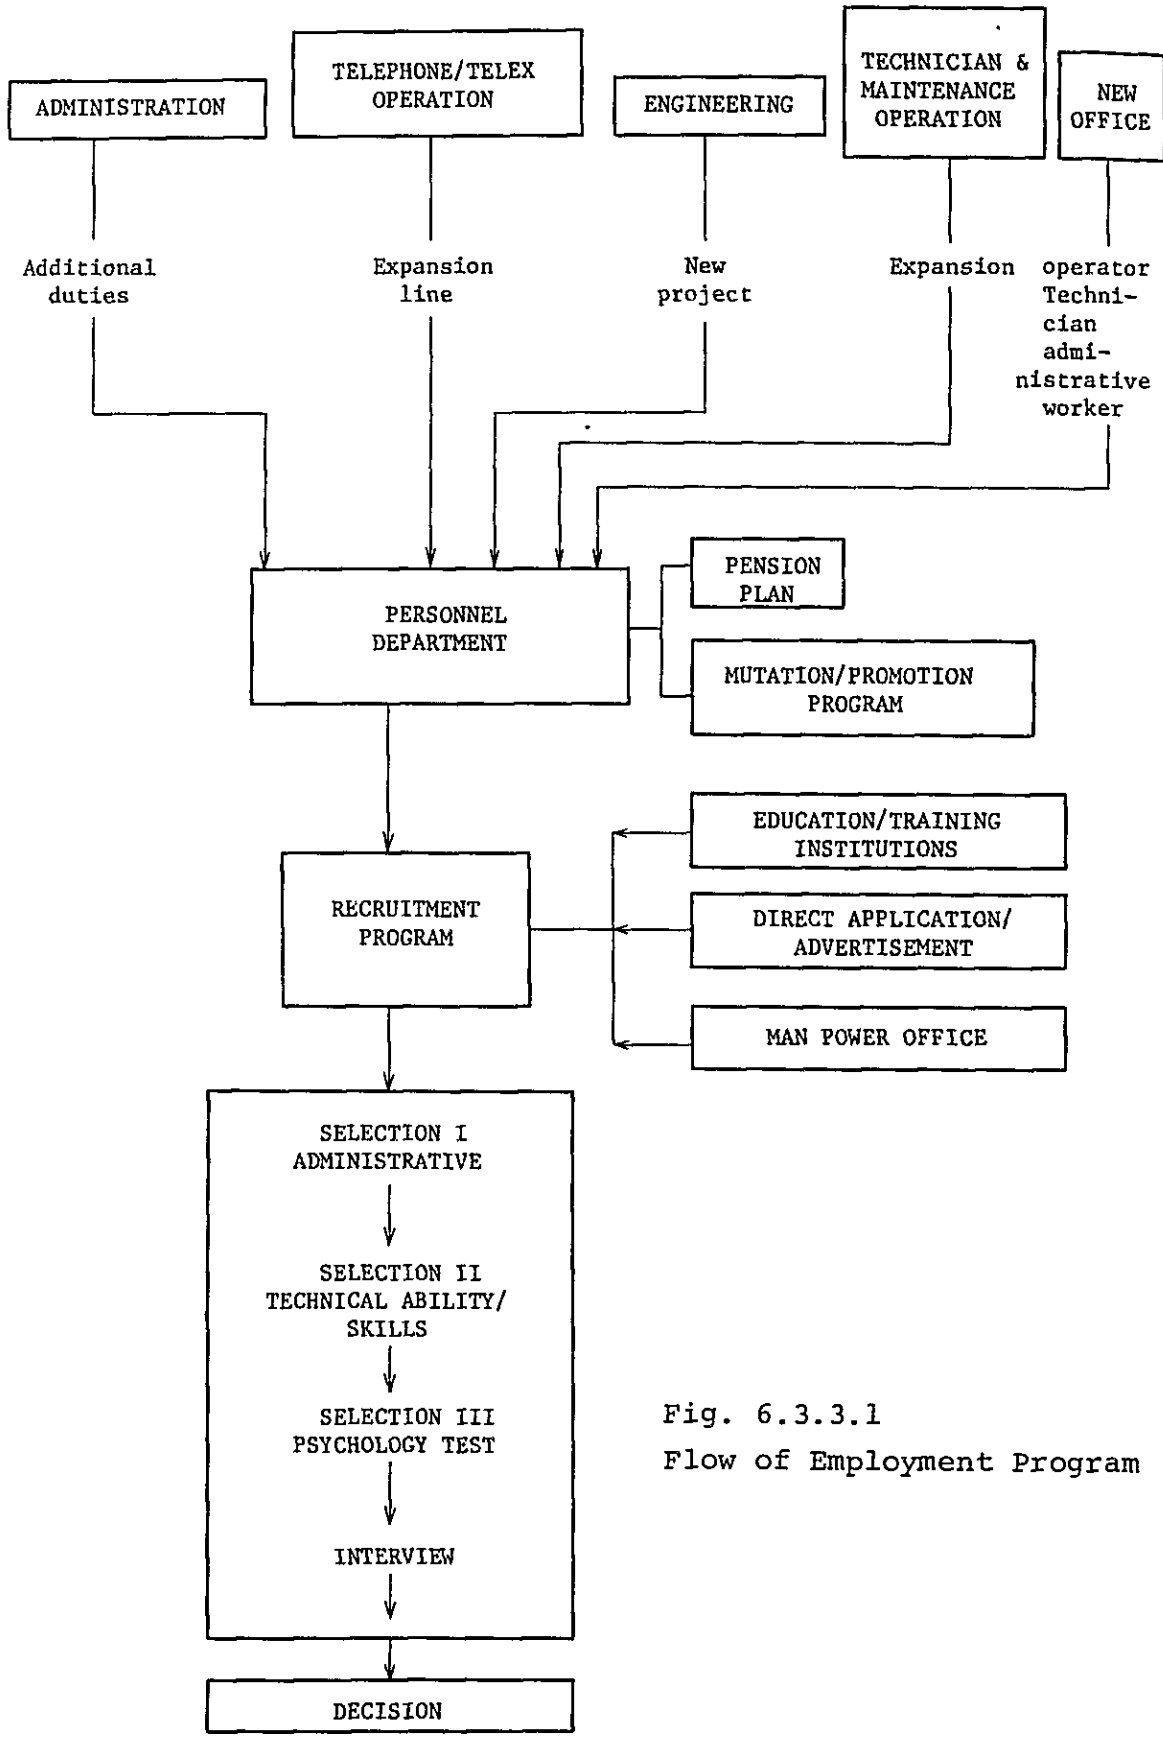 ADMINISTRATION
TELEPHONE/TELEX
OPERATION
ENGINEERING
TECHNICIAN &
MAINTENANCE
OPERATION
NEW
OFFICE
Additional
duties
Expansion
line
New
project
Expansion
operator
Techni-
cian
admi-
nistrative
worker
PERSONNEL
DEPARTMENT
PENSION
PLAN
MUTATION/PROMOTION
PROGRAM
RECRUITMENT
PROGRAM
EDUCATION/TRAINING
INSTITUTIONS
DIRECT APPLICATION/
ADVERTISEMENT
MAN POWER OFFICE
SELECTION I
ADMINISTRATIVE
SELECTION II
TECHNICAL ABILITY/
SKILLS
SELECTION III
PSYCHOLOGY TEST
INTERVIEW
DECISION
Fig. 6.3.3.1
Flow of Employment Program